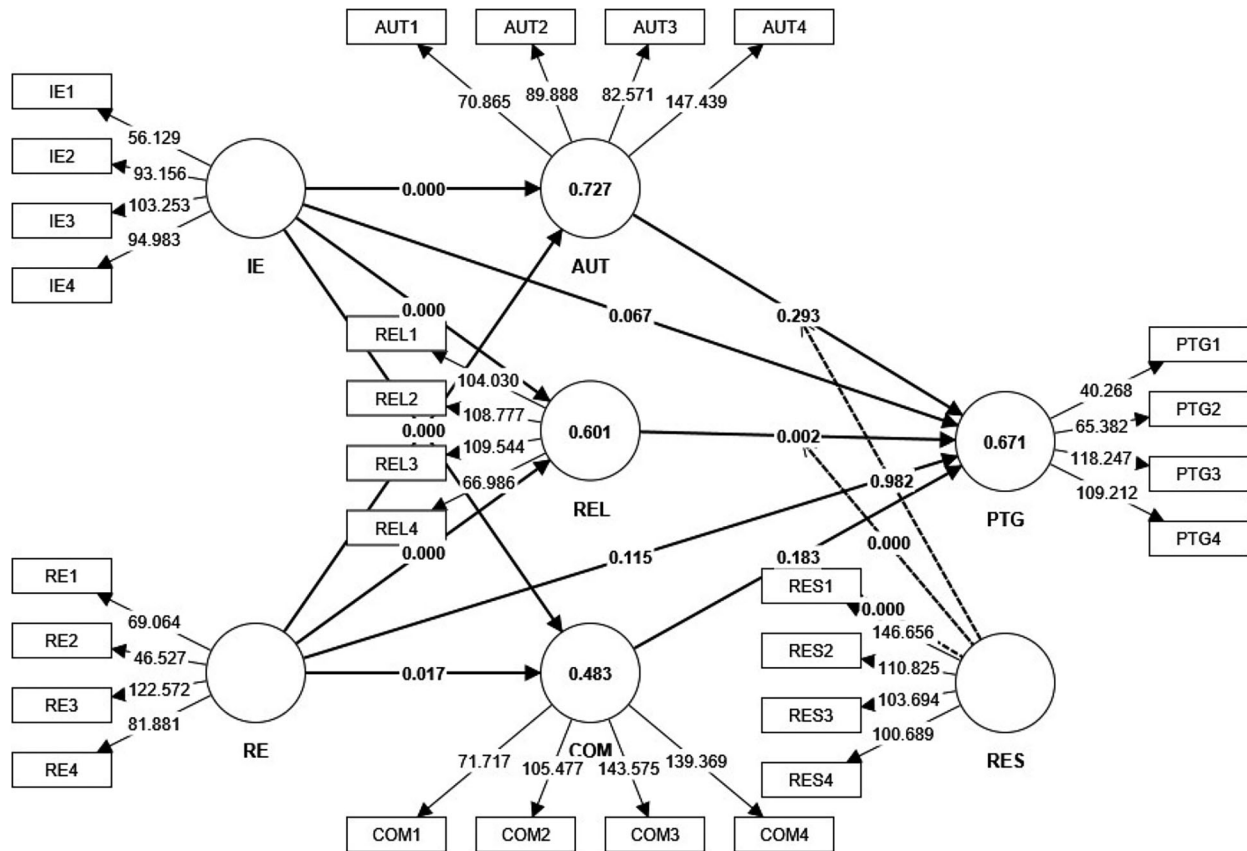 AUT1
AUT2
AUT3
AUT4
70.865
89.888
82.571
147.439
IE1
IE2
IE3
IE4
56.129
93.156
103.253
94.983
IE
0.000
0.727
AUT
0.000
0.067
0.293
REL1
REL2
REL3
REL4
104.030
108.777
109.544
66.986
0.000
0.601
REL
0.002
0.982
0.671
PTG
PTG1
PTG2
PTG3
PTG4
40.268
65.382
118.247
109.212
0.000
0.115
0.183
0.000
0.000
RE1
RE2
RE3
RE4
69.064
46.527
122.572
81.881
RE
0.017
0.483
COM
71.717
105.477
143.575
139.369
COM1
COM2
COM3
COM4
RES1
RES2
RES3
RES4
146.656
110.825
103.694
100.689
RES